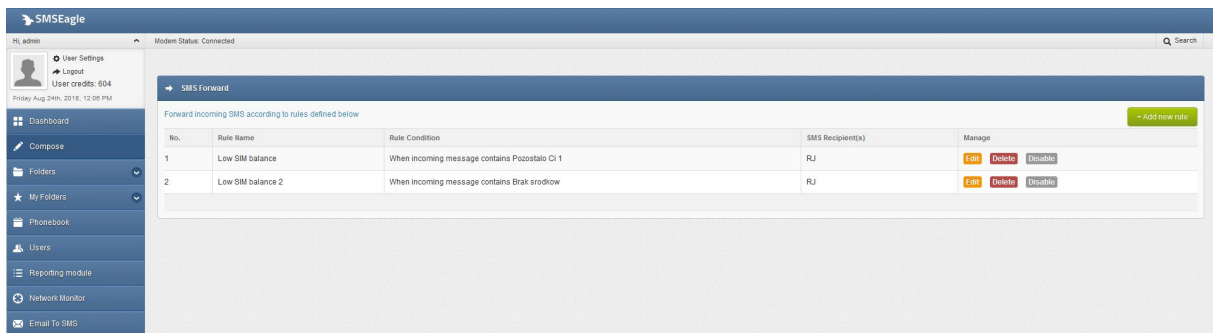 SMSEagle
Hi, admin
Modem Status: Connected
Search
User Settings
Logout
User credits: 604
Friday Aug 24th, 2018, 12:06 PM
SMS Forward
Forward incoming SMS according to rules defined below
+ Add new rule
No. Rule Name Rule Condition SMS Recipient(s) Manage
1 Low SIM balance When incoming message contains Pozostalo Ci 1 RJ Edit Delete Disable
2 Low SIM balance 2 When incoming message contains Brak srodkow RJ Edit Delete Disable
Dashboard
Compose
Folders
My Folders
Phonebook
Users
Reporting module
Network Monitor
Email To SMS